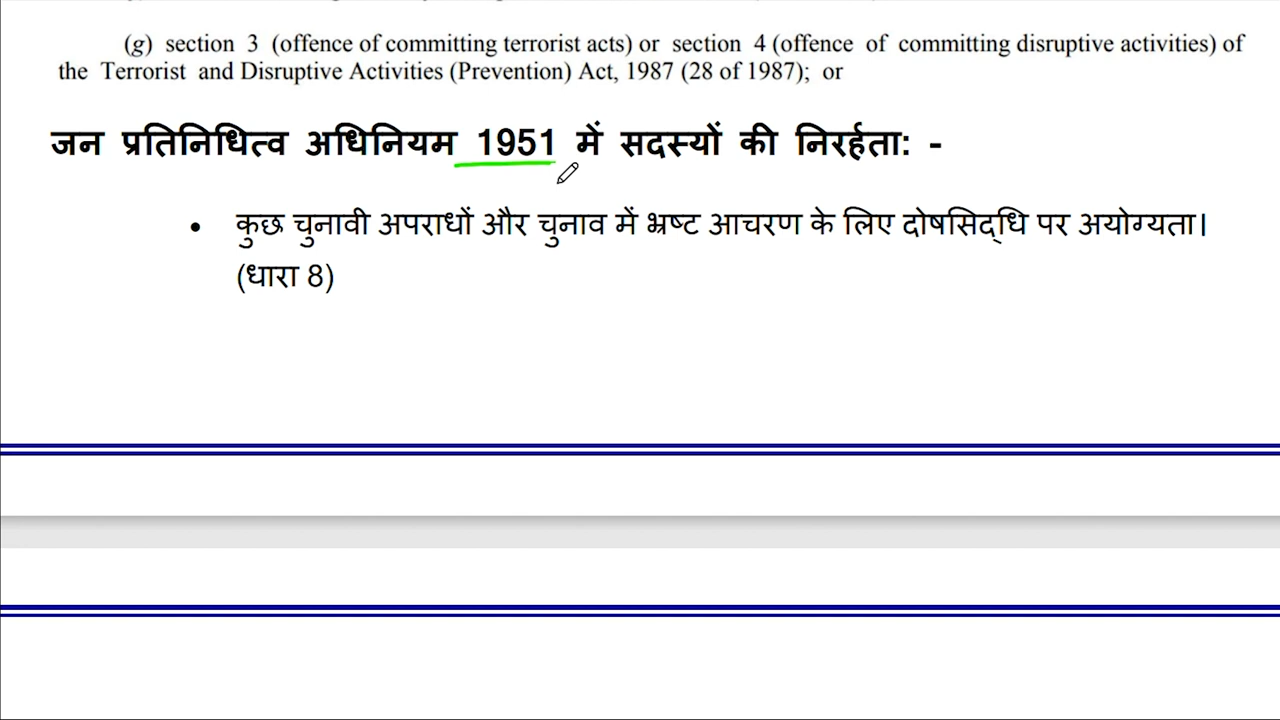 (g) section 3 (offence of committing terrorist acts) or section 4 (offence of committing disruptive activities) of
the Terrorist and Disruptive Activities (Prevention) Act, 1987 (28 of 1987); or
जन प्रतिनिधित्व अधिनियम 1951 में सदस्यों की निरर्हता: -
• कुछ चुनावी अपराधों और चुनाव में भ्रष्ट आचरण के लिए दोषसिद्धि पर अयोग्यता।
(धारा 8)